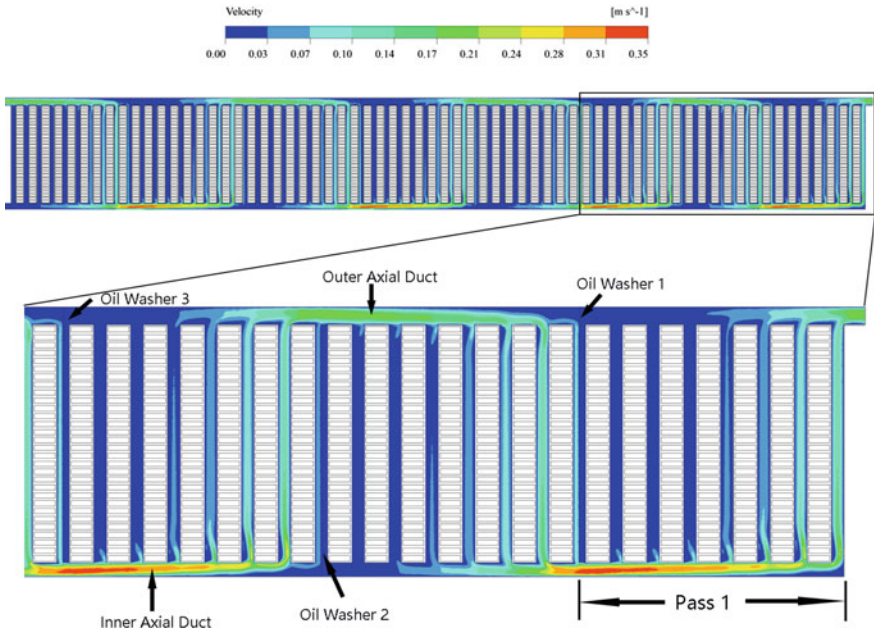 Velocity [m s^-1]
0.00 0.03 0.07 0.10 0.14 0.17 0.21 0.24 0.28 0.31 0.35
Oil Washer 3
Outer Axial Duct
Oil Washer 1
Inner Axial Duct
Oil Washer 2
Pass 1